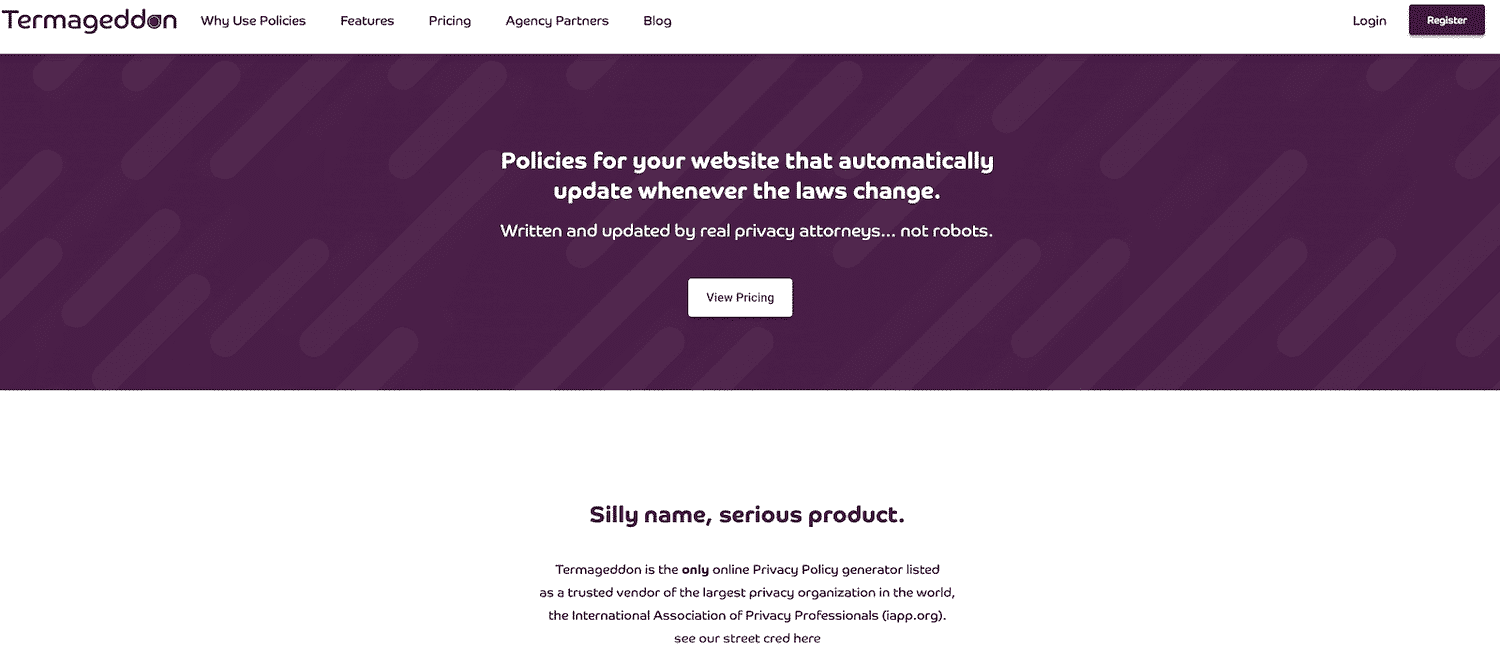 Termageddon Why Use Policies Features Pricing Agency Partners Blog Login Register
Policies for your website that automatically
update whenever the laws change.
Written and updated by real privacy attorneys... not robots.
View Pricing
Silly name, serious product.
Termageddon is the only online Privacy Policy generator listed
as a trusted vendor of the largest privacy organization in the world,
the International Association of Privacy Professionals (iapp.org).
see our street cred here